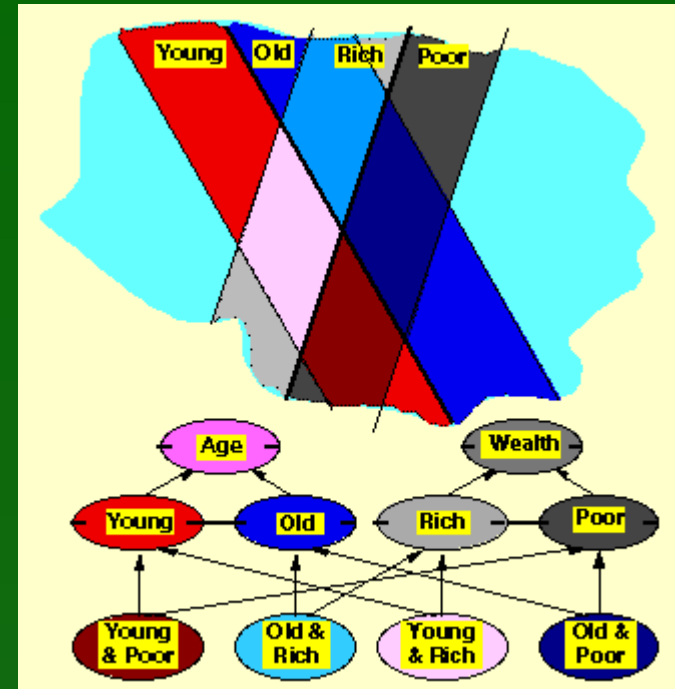 Young
Old
Rich
Poor
Age
Wealth
Young
Old
Rich
Poor
Young
& Poor
Old &
Rich
Young
& Rich
Old &
Poor